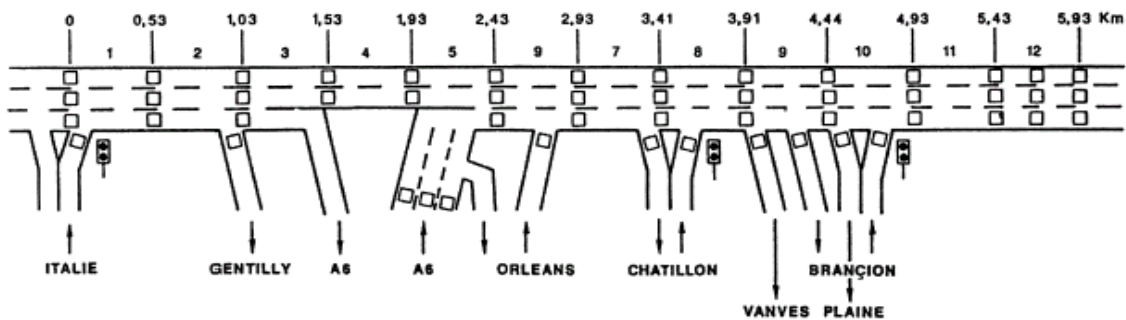 0 0,53 1,03 1,53 1,93 2,43 2,93 3,41 3,91 4,44 4,93 5,43 5,93 Km
1 2 3 4 5 9 7 8 9 10 11 12
ITALIE GENTILLY A6 A6 ORLEANS CHATILLON BRANÇION
VANVES PLAINE